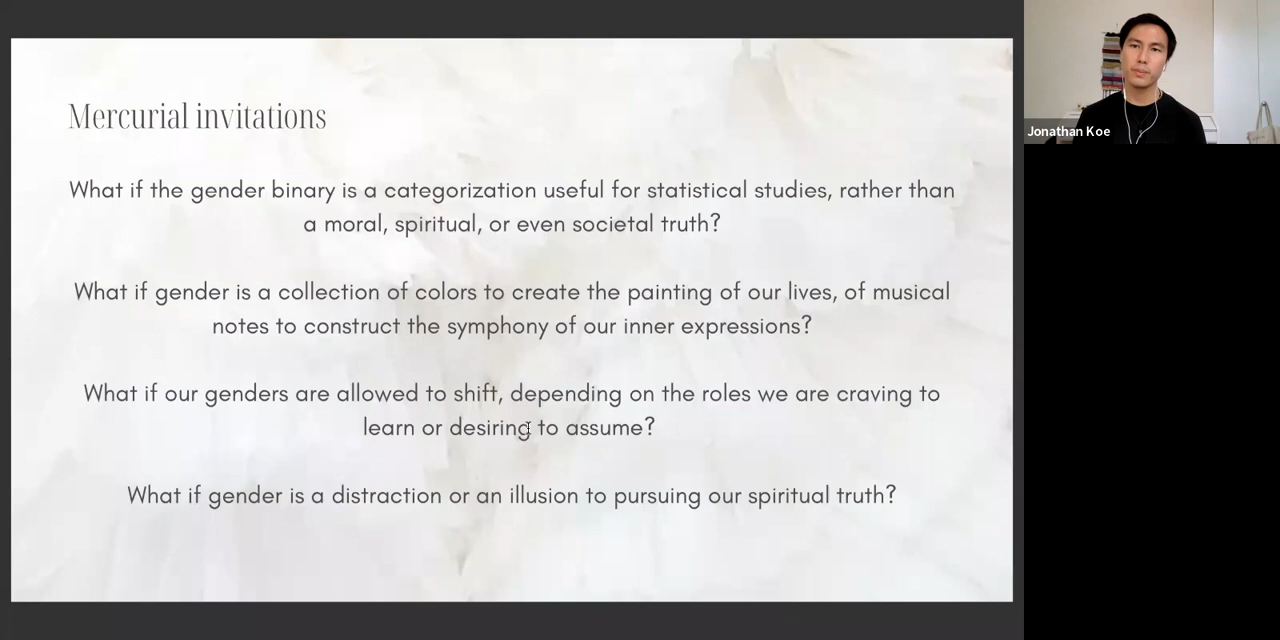 Mercurial invitations
What if the gender binary is a categorization useful for statistical studies, rather than
a moral, spiritual, or even societal truth?
What if gender is a collection of colors to create the painting of our lives, of musical
notes to construct the symphony of our inner expressions?
What if our genders are allowed to shift, depending on the roles we are craving to
learn or desiring to assume?
What if gender is a distraction or an illusion to pursuing our spiritual truth?
Jonathan Koe